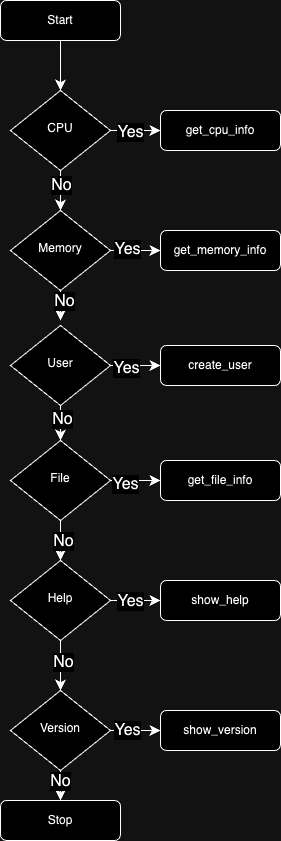 Start
CPU
Yes
get_cpu_info
No
Memory
Yes
get_memory_info
No
User
Yes
create_user
No
File
Yes
get_file_info
No
Help
Yes
show_help
No
Version
Yes
show_version
No
Stop